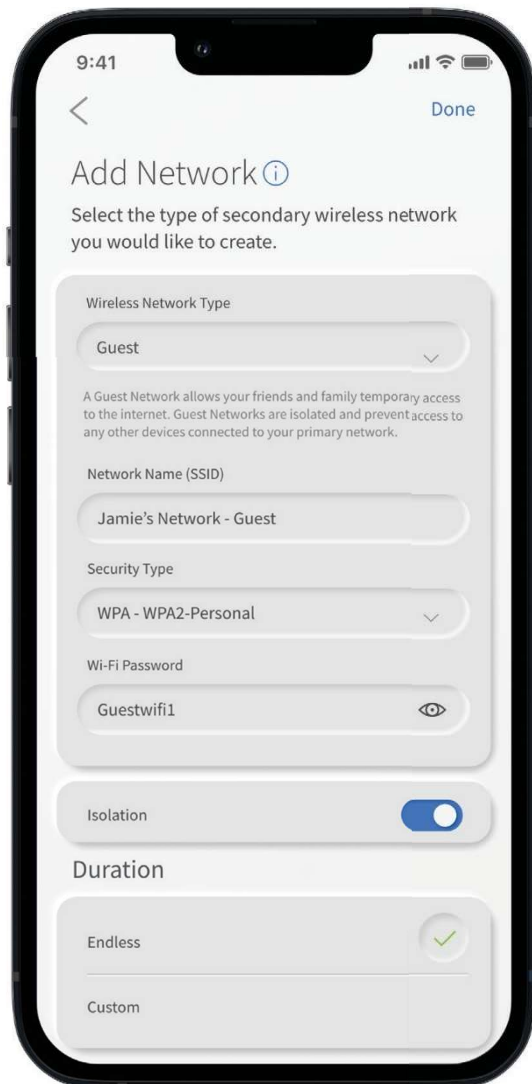 9:41
Done
Add Network
Select the type of secondary wireless network
you would like to create.
Wireless Network Type
Guest
A Guest Network allows your friends and family temporary access
to the internet. Guest Networks are isolated and prevent access to
any other devices connected to your primary network.
Network Name (SSID)
Jamie's Network - Guest
Security Type
WPA - WPA2-Personal
Wi-Fi Password
Guestwifi1
Isolation
Duration
Endless
Custom